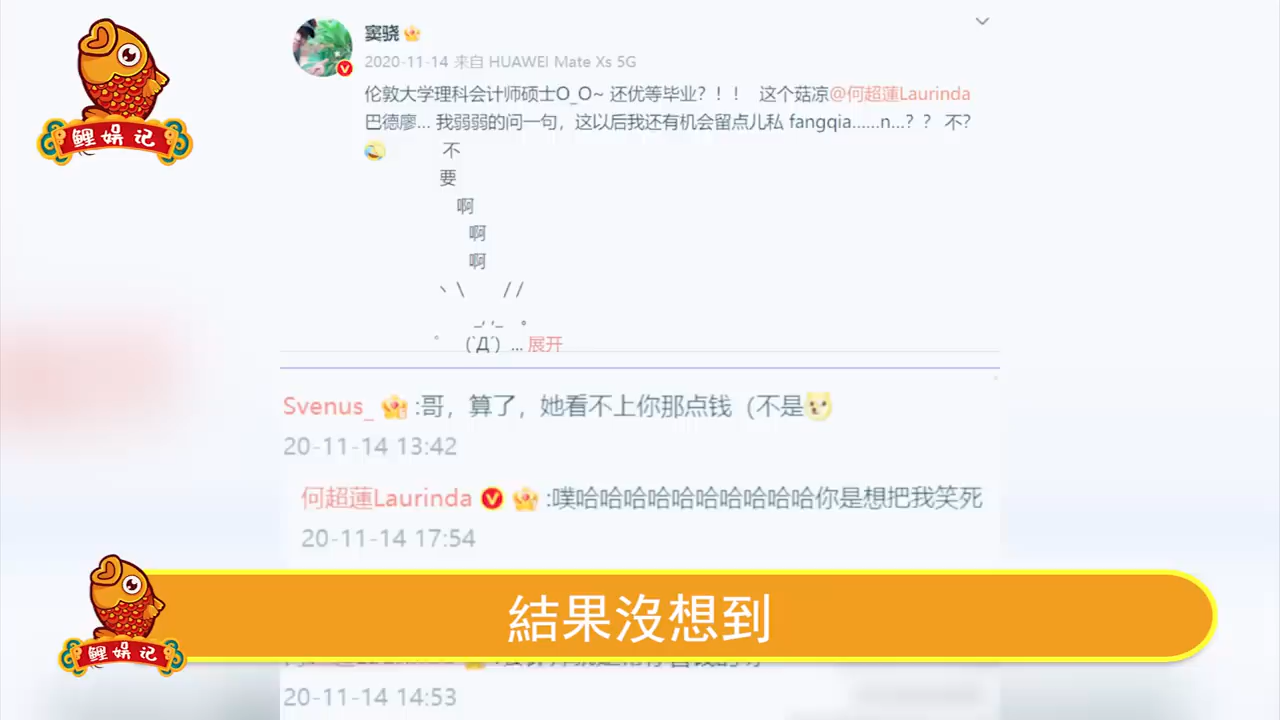 鲤娱记
窦骁
2020-11-14 来自 HUAWEI Mate Xs 5G
伦敦大学理科会计师硕士O_O~ 还优等毕业？！！ 这个菇凉@何超蓮Laurinda
巴德廖... 我弱弱的问一句，这以后我还有机会留点儿私 fangqia......n...？？ 不？
不
要
啊
啊
啊
丶\ / /
_, ,_ 。
゜ (`Д´) ... 展开
Svenus_ :哥，算了，她看不上你那点钱（不是
20-11-14 13:42
何超蓮Laurinda :噗哈哈哈哈哈哈哈哈哈哈你是想把我笑死
20-11-14 17:54
鲤娱记
結果沒想到
20-11-14 14:53